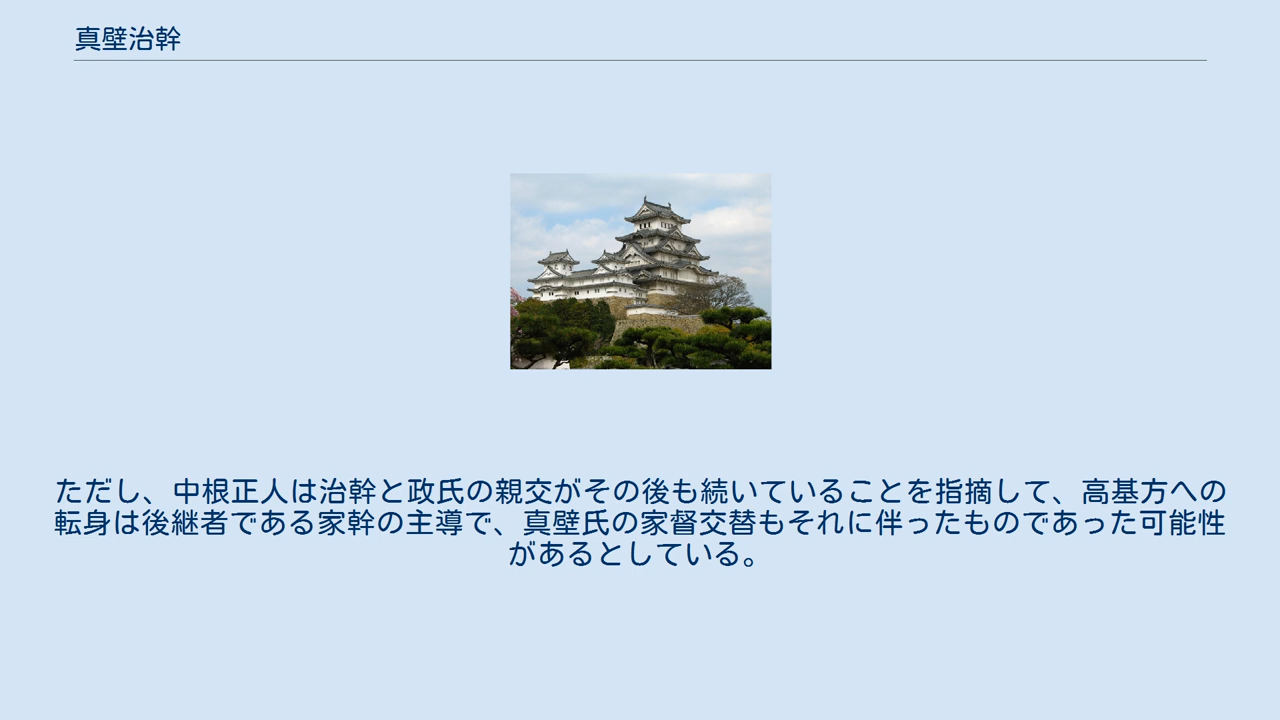 真壁治幹
ただし、中根正人は治幹と政氏の親交がその後も続いていることを指摘して、高基方への
転身は後継者である家幹の主導で、真壁氏の家督交替もそれに伴ったものであった可能性
があるとしている。